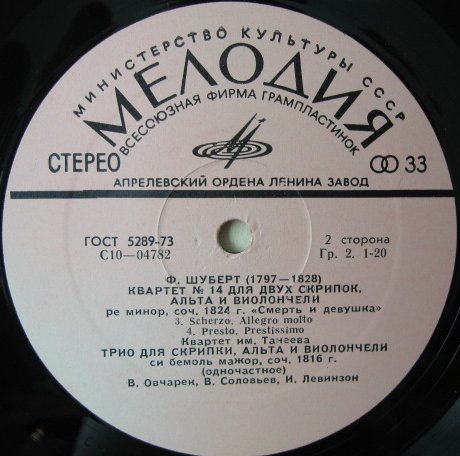 МИНИСТЕРСТВО КУЛЬТУРЫ СССР
МЕЛОДИЯ
ВСЕСОЮЗНАЯ ФИРМА ГРАМПЛАСТИНОК
СТЕРЕО
33
АПРЕЛЕВСКИЙ ОРДЕНА ЛЕНИНА ЗАВОД
ГОСТ 5289-73
С10—04782
2 сторона
Гр. 2. 1-20
Ф. ШУБЕРТ (1797—1828)
КВАРТЕТ № 14 ДЛЯ ДВУХ СКРИПОК,
АЛЬТА И ВИОЛОНЧЕЛИ
ре минор, соч. 1824 г. «Смерть и девушка»
3. Scherzo. Allegro molto
4. Presto. Prestissimo
Квартет им. Танеева
ТРИО ДЛЯ СКРИПКИ, АЛЬТА И ВИОЛОНЧЕЛИ
си бемоль мажор, соч. 1816 г.
(одночастное)
В. Овчарек, В. Соловьев, И. Левинзон